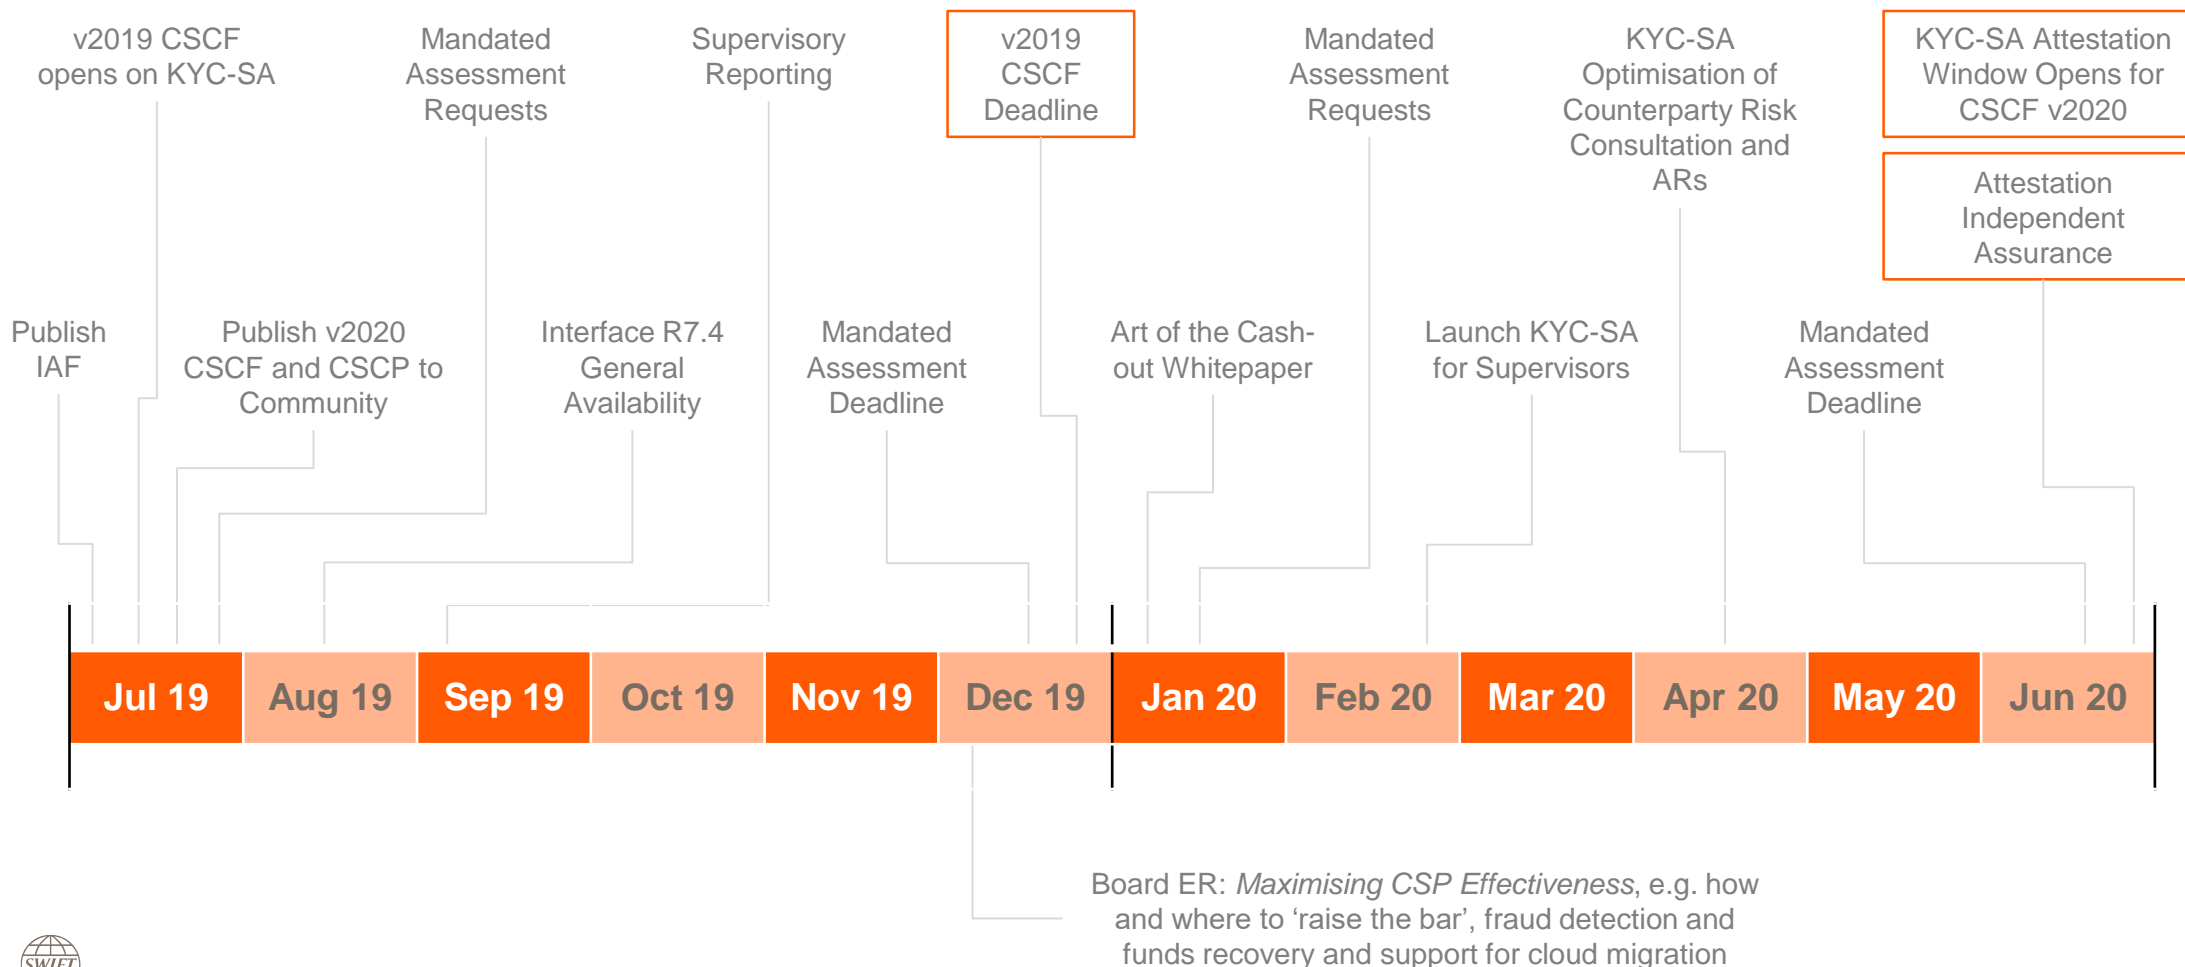 v2019 CSCF
opens on KYC-SA
Mandated
Assessment
Requests
Supervisory
Reporting
v2019
CSCF
Deadline
Mandated
Assessment
Requests
KYC-SA
Optimisation of
Counterparty Risk
Consultation and
ARs
KYC-SA Attestation
Window Opens for
CSCF v2020
Attestation
Independent
Assurance
Publish
IAF
Publish v2020
CSCF and CSCP to
Community
Interface R7.4
General
Availability
Mandated
Assessment
Deadline
Art of the Cash-
out Whitepaper
Launch KYC-SA
for Supervisors
Mandated
Assessment
Deadline
Jul 19
Aug 19
Sep 19
Oct 19
Nov 19
Dec 19
Jan 20
Feb 20
Mar 20
Apr 20
May 20
Jun 20
Board ER: Maximising CSP Effectiveness, e.g. how
and where to ‘raise the bar’, fraud detection and
funds recovery and support for cloud migration
SWIFT